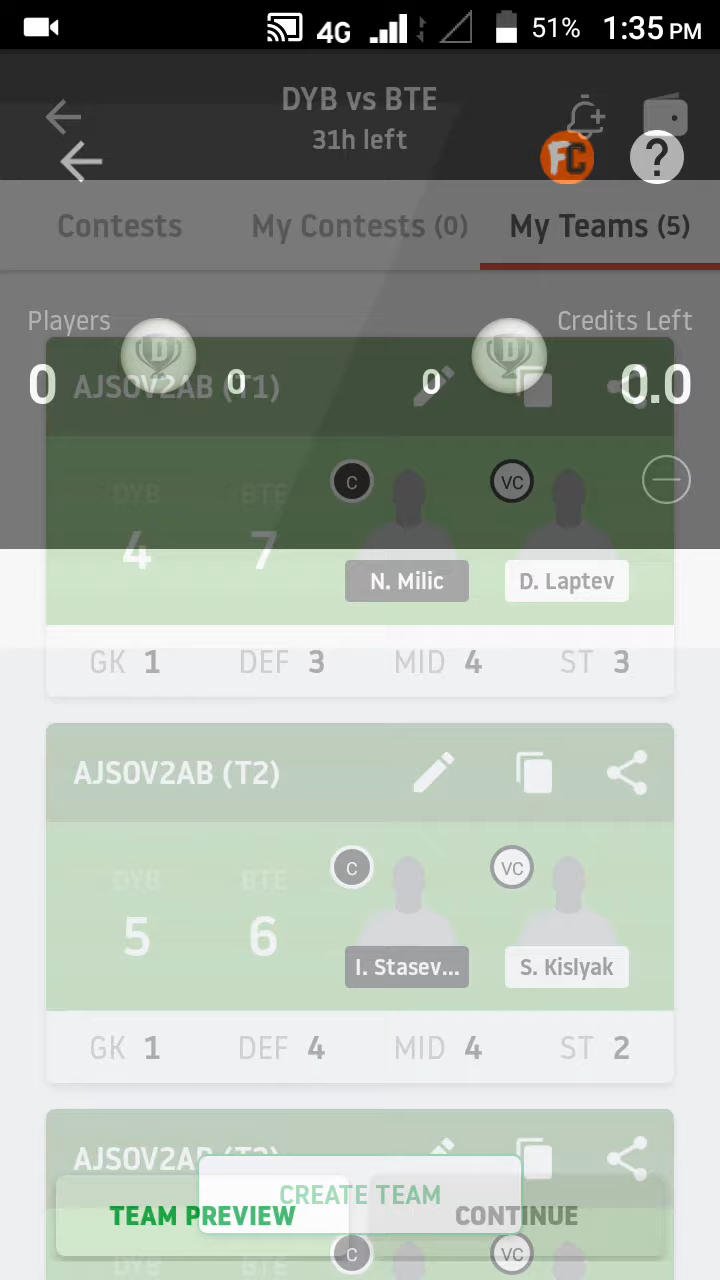 4G 51% 1:35 PM
DYB vs BTE
31h left
FC ?
Contests My Contests (0) My Teams (5)
Players Credits Left
D D
0 AJSOV2AB (T1) 0 0 0.0
DYB BTE C VC
4 7
N. Milic D. Laptev
GK 1 DEF 3 MID 4 ST 3
AJSOV2AB (T2)
DYB BTE C VC
5 6
I. Stasev... S. Kislyak
GK 1 DEF 4 MID 4 ST 2
AJSOV2AB
CREATE TEAM
TEAM PREVIEW CONTINUE
DYB BTE C VC